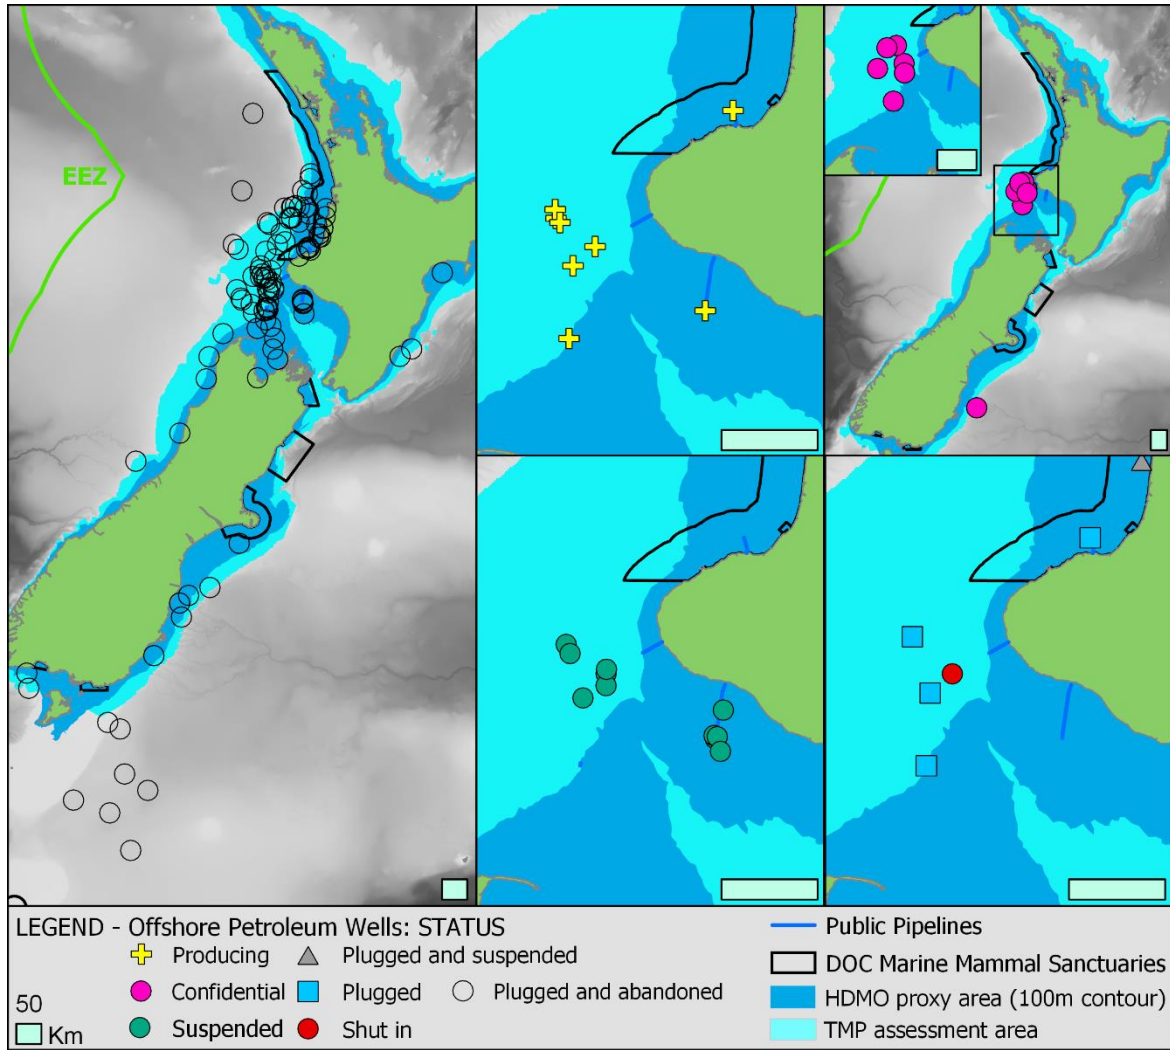 EEZ
LEGEND - Offshore Petroleum Wells: STATUS
Producing
Plugged and suspended
Confidential
Plugged
Plugged and abandoned
Suspended
Shut in
50
Km
Public Pipelines
DOC Marine Mammal Sanctuaries
HDMO proxy area (100m contour)
TMP assessment area